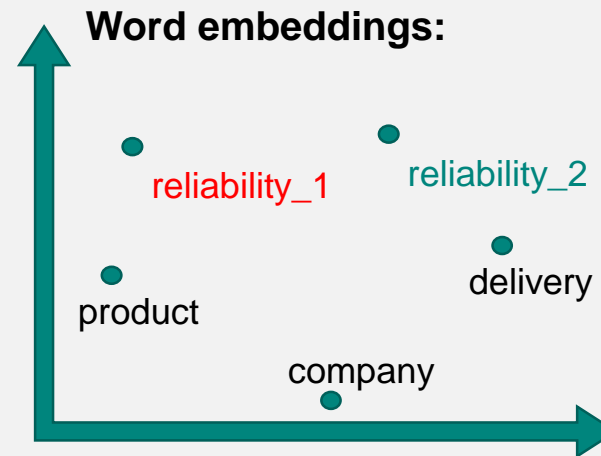 Word embeddings:
reliability_1
reliability_2
product
delivery
company